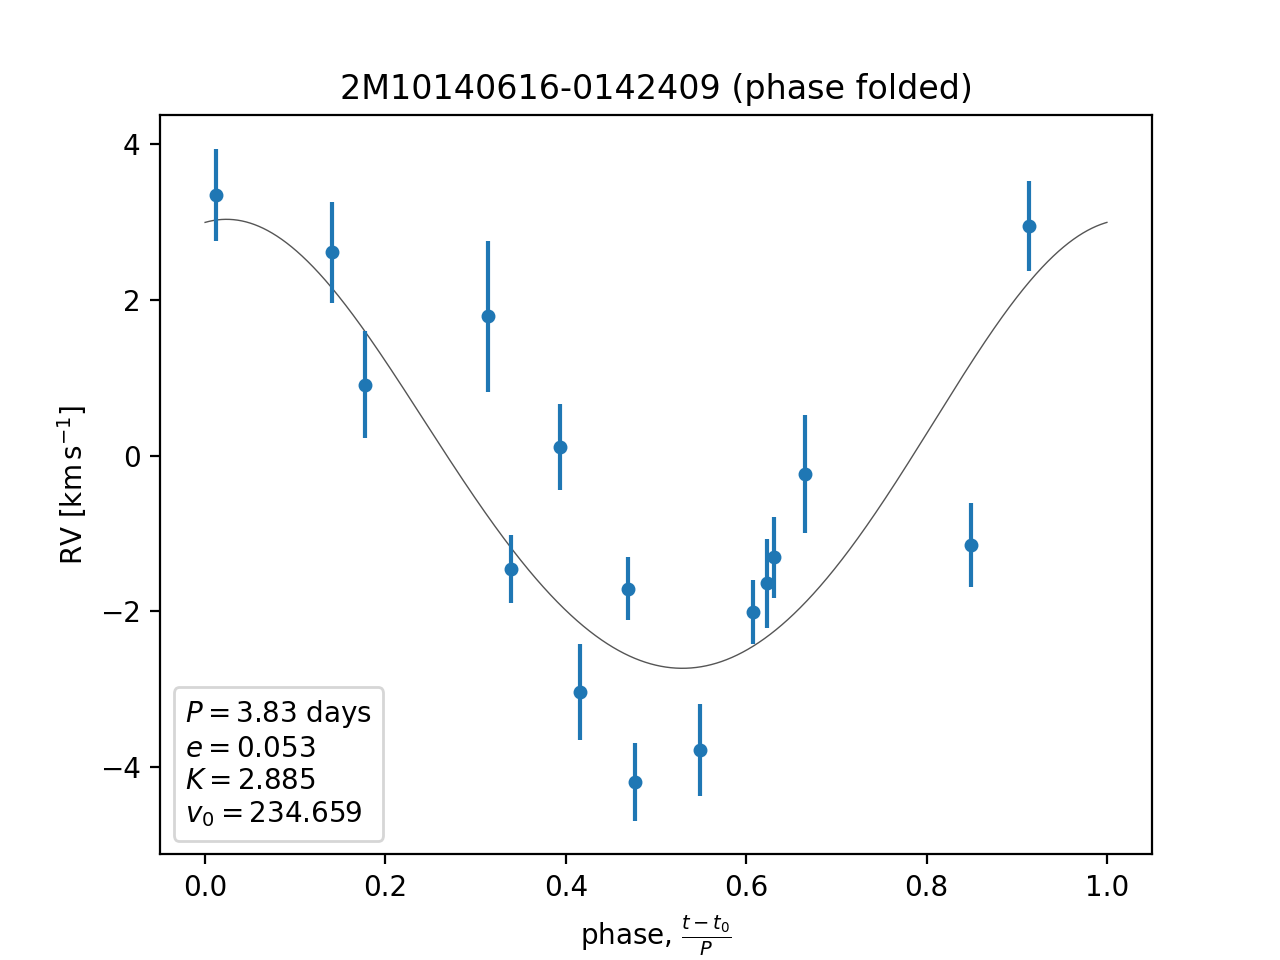 2M10140616-0142409 (phase folded)
4
2
0
−2
−4
RV [km s⁻¹]
P = 3.83 days
e = 0.053
K = 2.885
v₀ = 234.659
0.0 0.2 0.4 0.6 0.8 1.0
phase, (t − t₀)/P